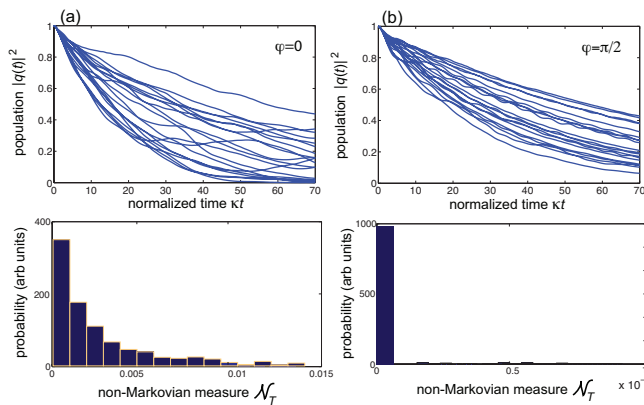 (a)
φ=0
population |q(t)|²
1
0.8
0.6
0.4
0.2
0
0 10 20 30 40 50 60 70
normalized time κt
(b)
φ=π/2
population |q(t)|²
1
0.8
0.6
0.4
0.2
0
0 10 20 30 40 50 60 70
normalized time κt
probability (arb units)
400
200
0
0 0.005 0.01 0.015
non-Markovian measure 𝒩_T
probability (arb units)
1000
500
0
0 0.5
x 10⁻
non-Markovian measure 𝒩_T